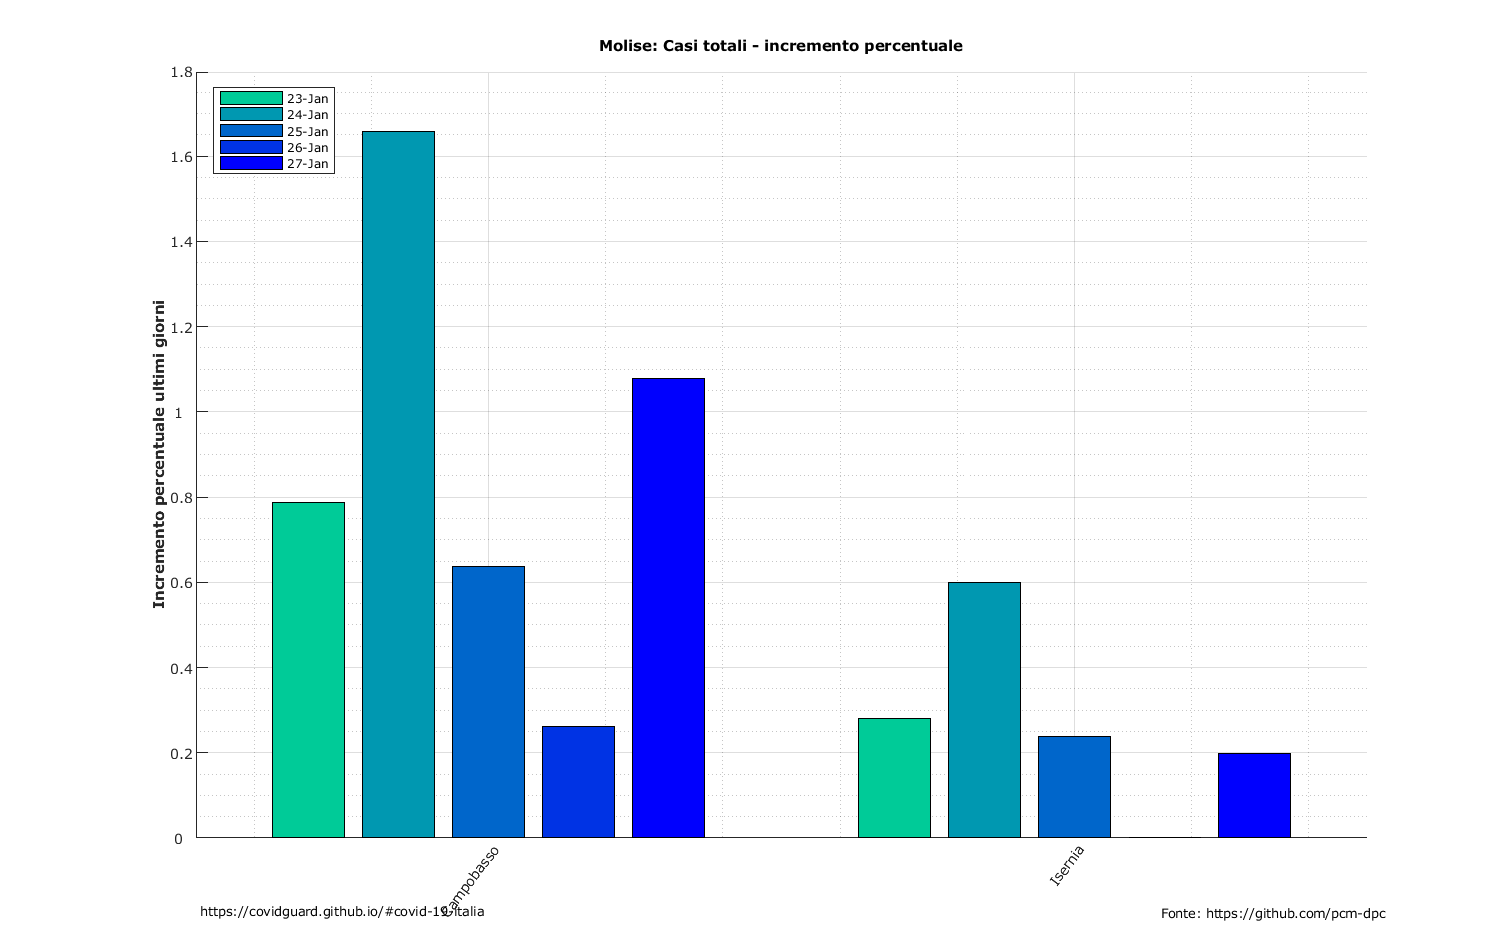 Molise: Casi totali - incremento percentuale
Incremento percentuale ultimi giorni
1.8
1.6
1.4
1.2
1
0.8
0.6
0.4
0.2
0
23-Jan
24-Jan
25-Jan
26-Jan
27-Jan
Campobasso
Isernia
https://covidguard.github.io/#covid-19-italia
Fonte: https://github.com/pcm-dpc